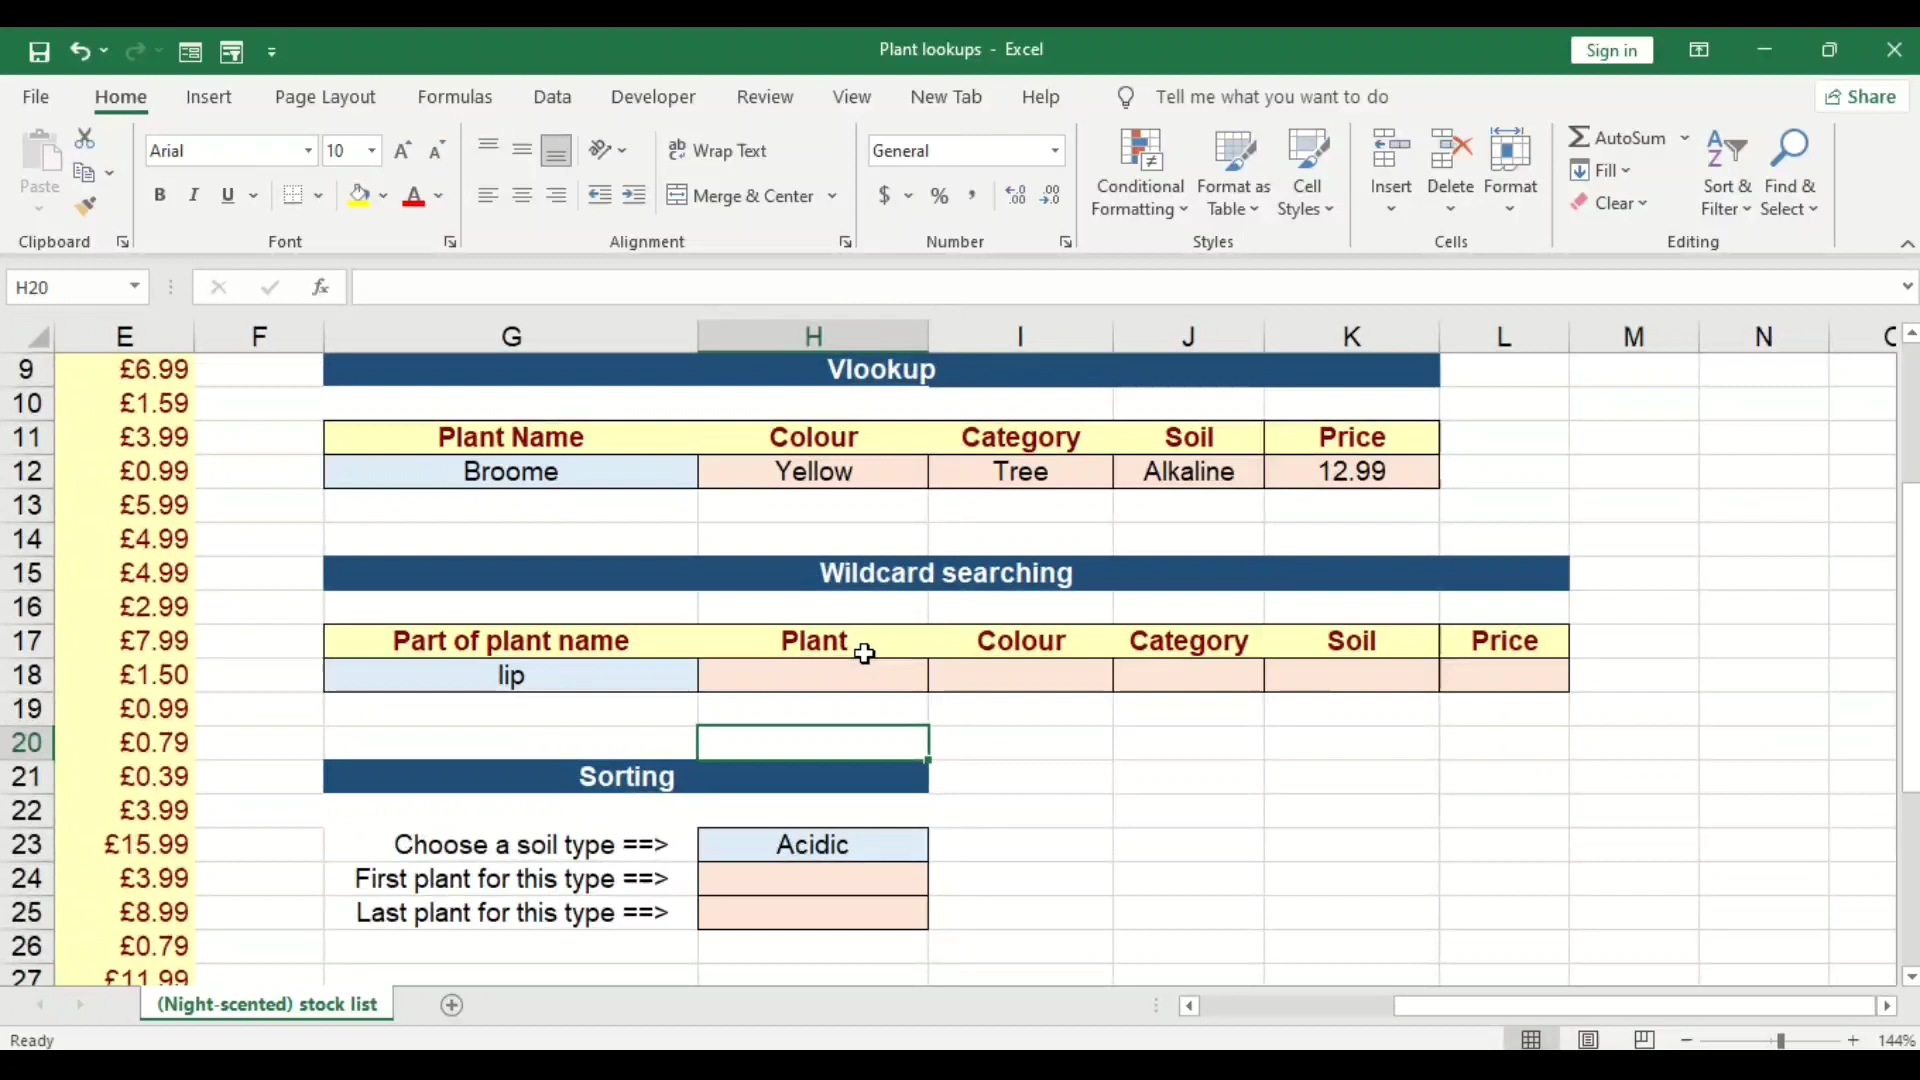 Plant lookups - Excel
Sign in
File Home Insert Page Layout Formulas Data Developer Review View New Tab Help Tell me what you want to do Share
Paste
Clipboard
Arial 10
B I U A
Font
ab Wrap Text
Merge & Center
Alignment
General
$ % , .00 .00
Number
Conditional Formatting
Format as Table
Cell Styles
Styles
Insert Delete Format
Cells
AutoSum
Fill
Clear
Sort & Filter
Find & Select
Editing
H20 fx
E F G H I J K L M N
9 £6.99 Vlookup
10 £1.59
11 £3.99 Plant Name Colour Category Soil Price
12 £0.99 Broome Yellow Tree Alkaline 12.99
13 £5.99
14 £4.99
15 £4.99 Wildcard searching
16 £2.99
17 £7.99 Part of plant name Plant Colour Category Soil Price
18 £1.50 lip
19 £0.99
20 £0.79
21 £0.39 Sorting
22 £3.99
23 £15.99 Choose a soil type ==> Acidic
24 £3.99 First plant for this type ==>
25 £8.99 Last plant for this type ==>
26 £0.79
27 £11.99
(Night-scented) stock list
Ready 144%